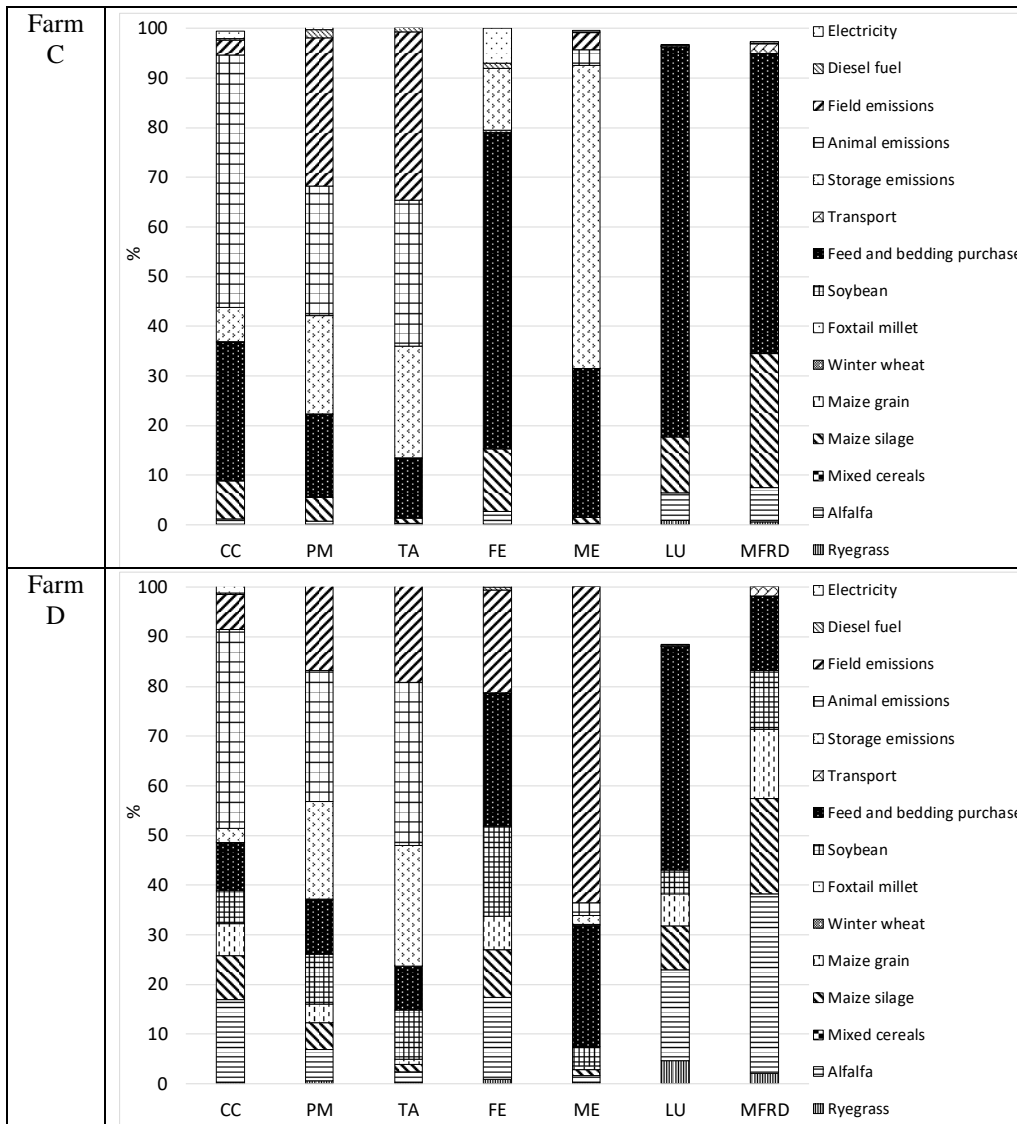 Farm
C
100
90
80
70
60
50
40
30
20
10
0
%
CC PM TA FE ME LU MFRD
Electricity
Diesel fuel
Field emissions
Animal emissions
Storage emissions
Transport
Feed and bedding purchase
Soybean
Foxtail millet
Winter wheat
Maize grain
Maize silage
Mixed cereals
Alfalfa
Ryegrass
Farm
D
100
90
80
70
60
50
40
30
20
10
0
%
CC PM TA FE ME LU MFRD
Electricity
Diesel fuel
Field emissions
Animal emissions
Storage emissions
Transport
Feed and bedding purchase
Soybean
Foxtail millet
Winter wheat
Maize grain
Maize silage
Mixed cereals
Alfalfa
Ryegrass